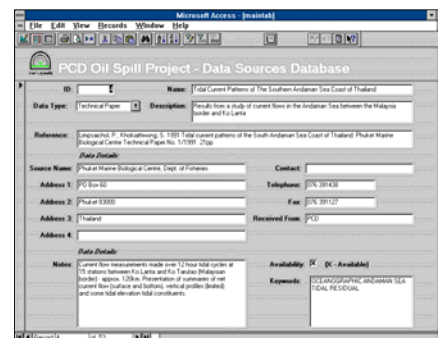 Microsoft Access - [maintab]
File Edit View Records Window Help
PCD Oil Spill Project - Data Sources Database
ID: Name: Tidal Current Patterns of The Southern Andaman Sea Coast of Thailand
Data Type: Technical Paper Description: Results from a study of current flows in the Andaman Sea between the Malaysia
border and Ko Lanta
Reference: Limpsaichol, P.; Khokiattiwong, S. 1991 Tidal current patterns of the South Andaman Sea Coast of Thailand. Phuket Marine
Biological Centre Technical Paper No. 1/1991. 21pp.
Data Details:
Source Name: Phuket Marine Biological Centre, Dept. of Fisheries Contact:
Address 1: PO Box 60 Telephone: 076 391438
Address 2: Phuket 83000 Fax: 076 391127
Address 3: Thailand Received From: PCD
Address 4:
Data Details:
Notes: Current flow measurements made over 12 hour tidal cycles at Availability: (X - Available)
15 stations between Ko Lanta and Ko Tarutao (Malaysian
border) - approx. 120km. Presentation of summaries of net Keywords: OCEANOGRAPHIC ANDAMAN SEA
current flow (surface and bottom), vertical profiles (limited) TIDAL RESIDUAL
and some tidal elevation tidal constituents.
Record: 4 of 53